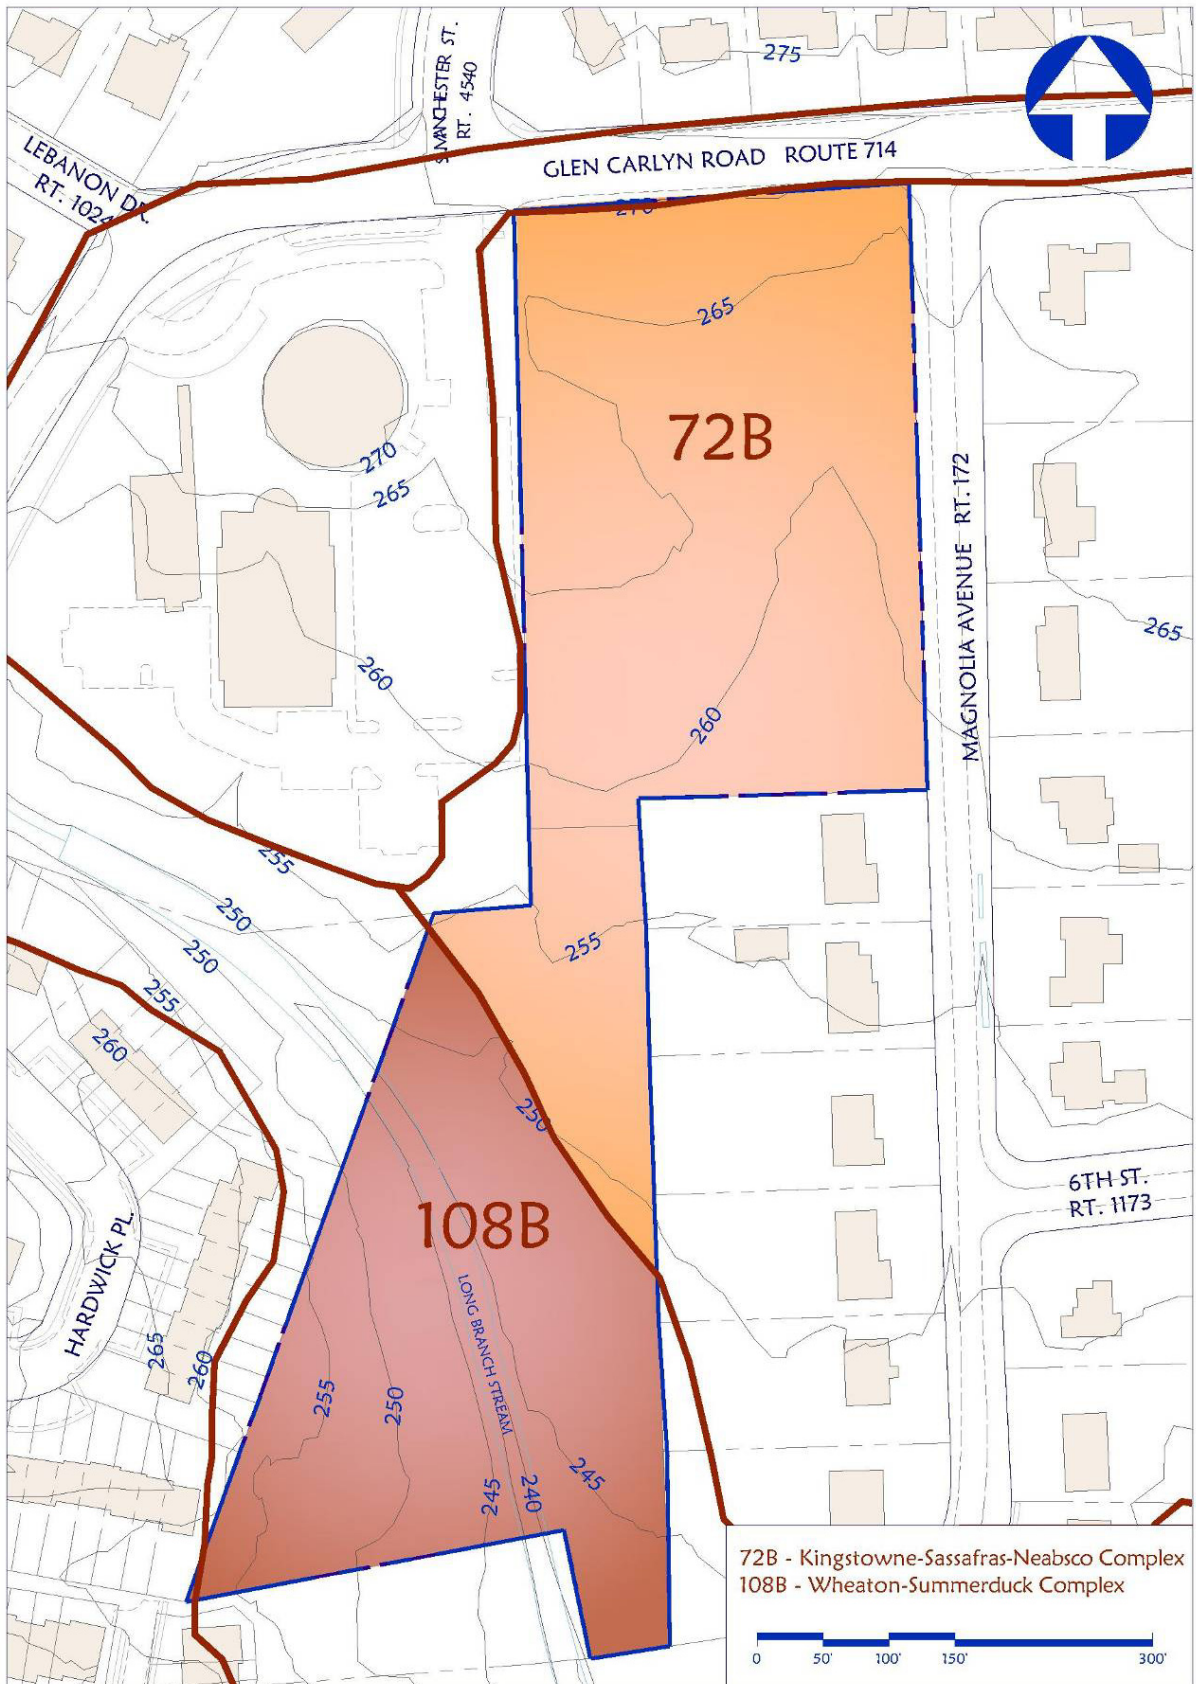 275
S. MANCHESTER ST.
RT. 4540
GLEN CARLYN ROAD ROUTE 714
LEBANON DR.
RT. 1024
270
265
72B
270
265
MAGNOLIA AVENUE RT. 172
265
260
260
255
250
250
255
255
260
250
6TH ST.
RT. 1173
108B
HARDWICK PL.
LONG BRANCH STREAM
265
260
255
250
245
240
245
72B - Kingstowne-Sassafras-Neabsco Complex
108B - Wheaton-Summerduck Complex
0 50' 100' 150' 300'